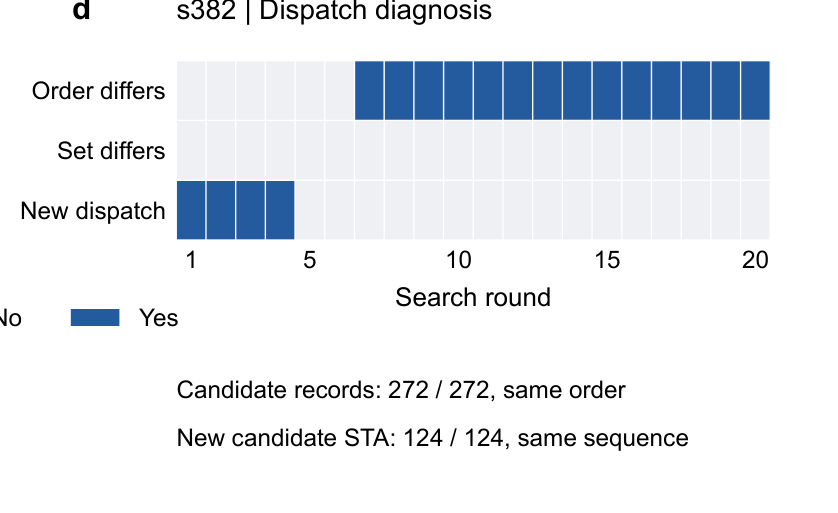 d s382 | Dispatch diagnosis
Order differs
Set differs
New dispatch
1 5 10 15 20
Search round
No Yes
Candidate records: 272 / 272, same order
New candidate STA: 124 / 124, same sequence